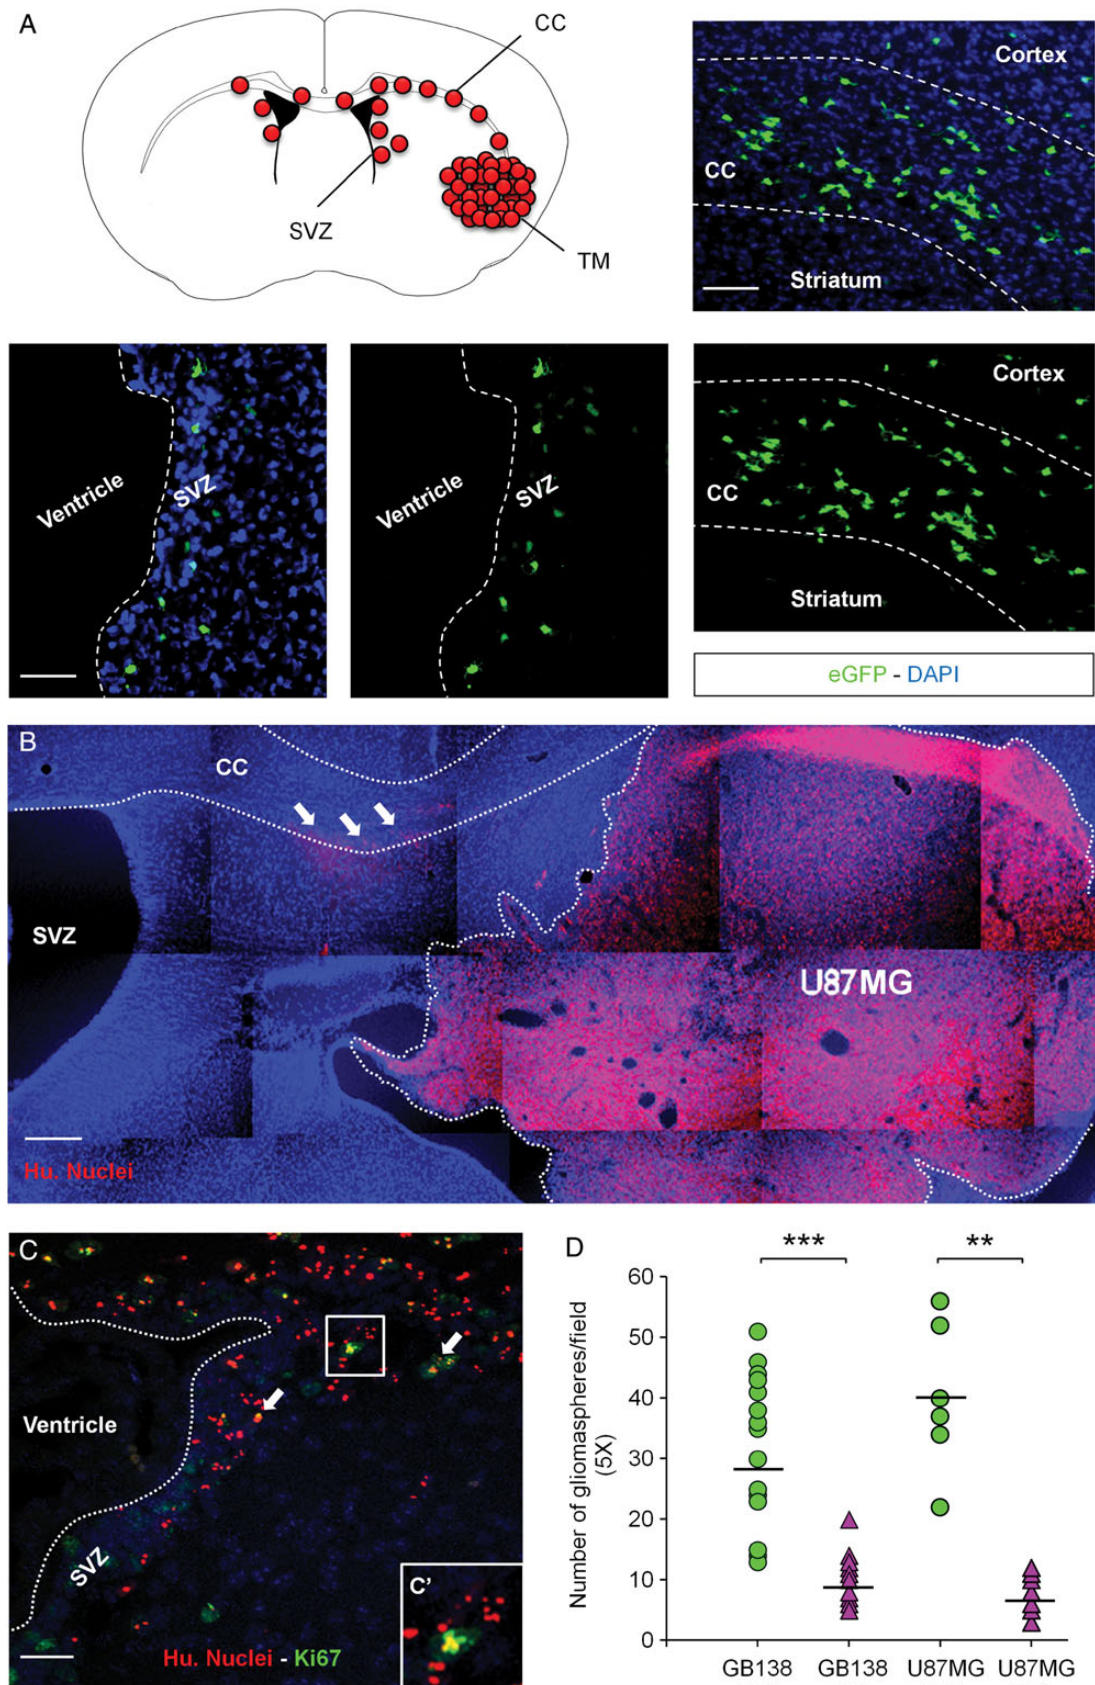 A
CC
SVZ
TM
Cortex
CC
Striatum
Ventricle
SVZ
Ventricle
SVZ
Cortex
CC
Striatum
eGFP - DAPI
B
CC
SVZ
U87MG
Hu. Nuclei
C
Ventricle
SVZ
C'
Hu. Nuclei - Ki67
D
***
**
Number of gliomaspheres/field
(5X)
60
50
40
30
20
10
0
GB138
GB138
U87MG
U87MG